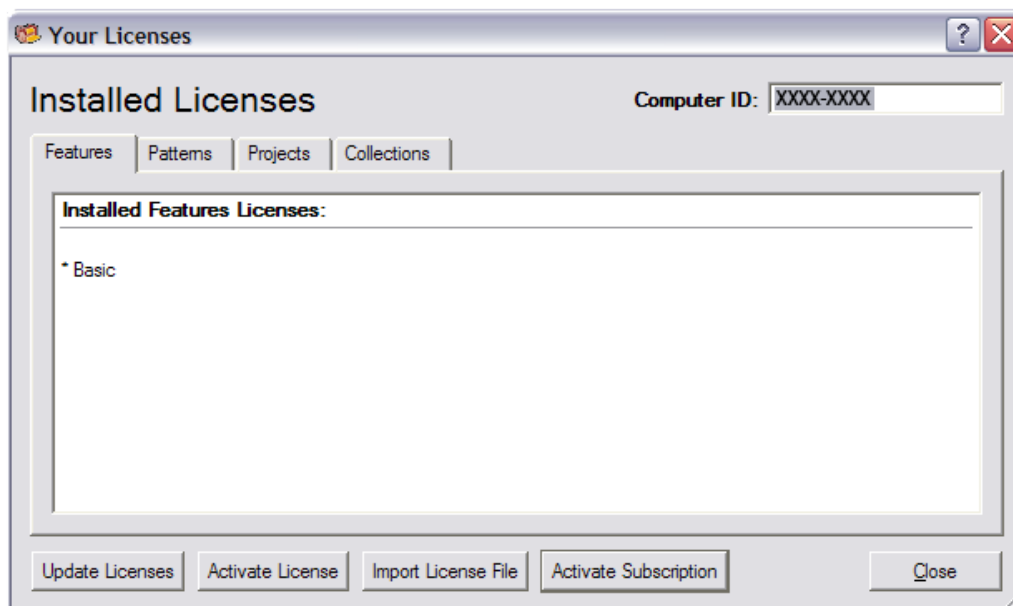 Your Licenses
Installed Licenses
Computer ID: XXXX-XXXX
Features Patterns Projects Collections
Installed Features Licenses:
* Basic
Update Licenses Activate License Import License File Activate Subscription Close